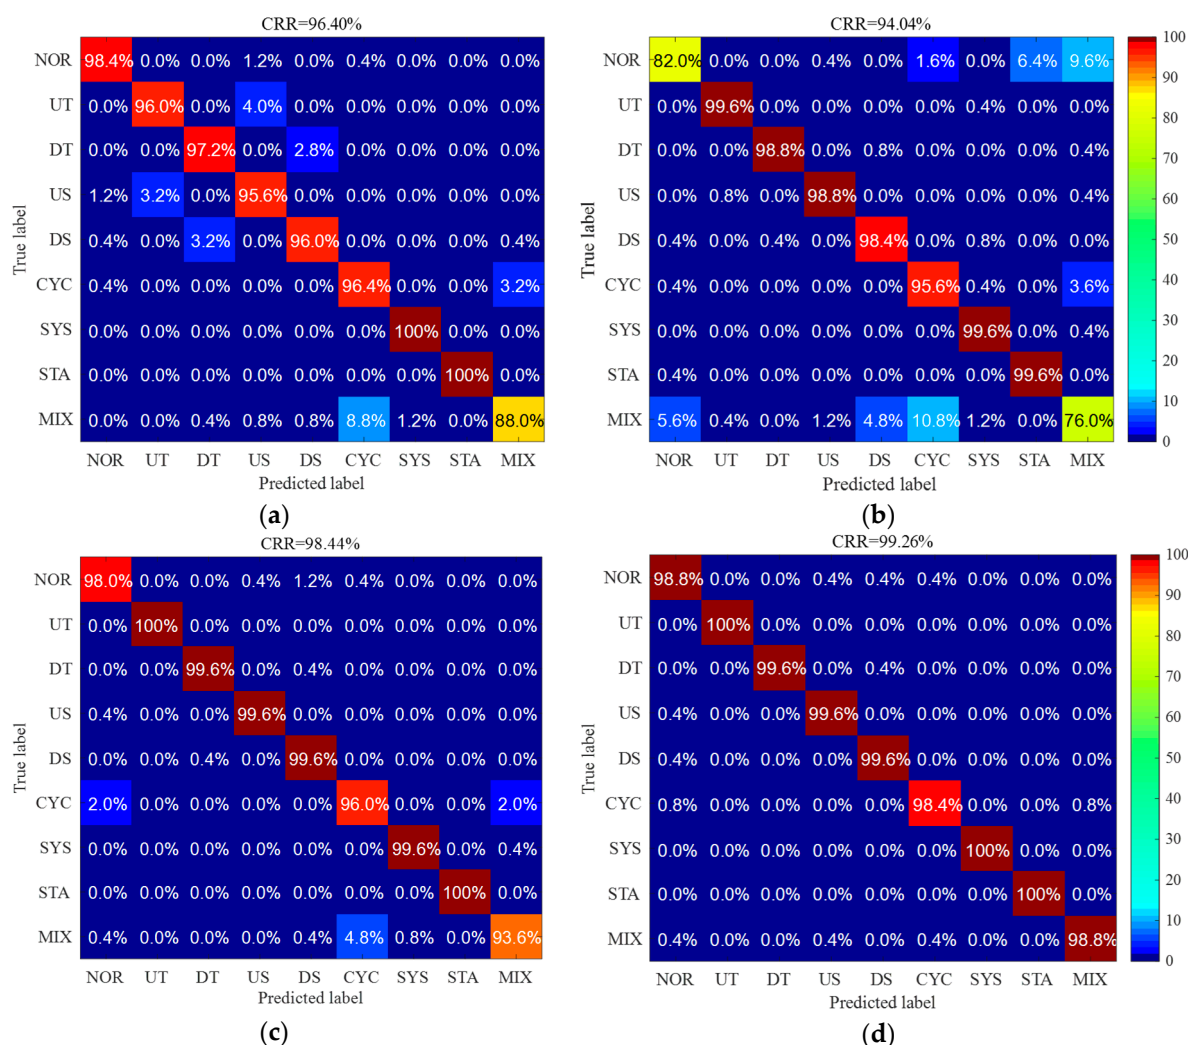 CRR=96.40%
NOR 98.4% 0.0% 0.0% 1.2% 0.4% 0.0% 0.0% 0.0% 0.0%
UT 0.0% 96.0% 0.0% 4.0% 0.0% 0.0% 0.0% 0.0% 0.0%
DT 0.0% 0.0% 97.2% 0.0% 2.8% 0.0% 0.0% 0.0% 0.0%
US 1.2% 3.2% 0.0% 95.6% 0.0% 0.0% 0.0% 0.0% 0.0%
DS 0.4% 0.0% 3.2% 0.0% 96.0% 0.0% 0.0% 0.0% 0.4%
CYC 0.4% 0.0% 0.0% 0.0% 0.0% 96.4% 0.0% 0.0% 3.2%
SYS 0.0% 0.0% 0.0% 0.0% 0.0% 0.0% 100% 0.0% 0.0%
STA 0.0% 0.0% 0.0% 0.0% 0.0% 0.0% 0.0% 100% 0.0%
MIX 0.0% 0.0% 0.4% 0.8% 0.8% 8.8% 1.2% 0.0% 88.0%
NOR UT DT US DS CYC SYS STA MIX
True label
Predicted label
(a)
CRR=94.04%
NOR 82.0% 0.0% 0.0% 0.4% 0.0% 1.6% 0.0% 6.4% 9.6%
UT 0.0% 99.6% 0.0% 0.0% 0.0% 0.0% 0.4% 0.0% 0.0%
DT 0.0% 0.0% 98.8% 0.0% 0.8% 0.0% 0.0% 0.0% 0.4%
US 0.0% 0.8% 0.0% 98.8% 0.0% 0.0% 0.0% 0.0% 0.4%
DS 0.4% 0.0% 0.4% 0.0% 98.4% 0.0% 0.8% 0.0% 0.0%
CYC 0.4% 0.0% 0.0% 0.0% 0.0% 95.6% 0.4% 0.0% 3.6%
SYS 0.0% 0.0% 0.0% 0.0% 0.0% 0.0% 99.6% 0.0% 0.4%
STA 0.4% 0.0% 0.0% 0.0% 0.0% 0.0% 0.0% 99.6% 0.0%
MIX 5.6% 0.4% 0.0% 1.2% 4.8% 10.8% 1.2% 0.0% 76.0%
NOR UT DT US DS CYC SYS STA MIX
True label
Predicted label
100
90
80
70
60
50
40
30
20
10
0
(b)
CRR=98.44%
NOR 98.0% 0.0% 0.0% 0.4% 1.2% 0.4% 0.0% 0.0% 0.0%
UT 0.0% 100% 0.0% 0.0% 0.0% 0.0% 0.0% 0.0% 0.0%
DT 0.0% 0.0% 99.6% 0.0% 0.4% 0.0% 0.0% 0.0% 0.0%
US 0.4% 0.0% 0.0% 99.6% 0.0% 0.0% 0.0% 0.0% 0.0%
DS 0.0% 0.0% 0.4% 0.0% 99.6% 0.0% 0.0% 0.0% 0.0%
CYC 2.0% 0.0% 0.0% 0.0% 0.0% 96.0% 0.0% 0.0% 2.0%
SYS 0.0% 0.0% 0.0% 0.0% 0.0% 0.0% 99.6% 0.0% 0.4%
STA 0.0% 0.0% 0.0% 0.0% 0.0% 0.0% 0.0% 100% 0.0%
MIX 0.4% 0.0% 0.0% 0.0% 0.4% 4.8% 0.8% 0.0% 93.6%
NOR UT DT US DS CYC SYS STA MIX
True label
Predicted label
(c)
CRR=99.26%
NOR 98.8% 0.0% 0.0% 0.4% 0.4% 0.4% 0.0% 0.0% 0.0%
UT 0.0% 100% 0.0% 0.0% 0.0% 0.0% 0.0% 0.0% 0.0%
DT 0.0% 0.0% 99.6% 0.0% 0.4% 0.0% 0.0% 0.0% 0.0%
US 0.4% 0.0% 0.0% 99.6% 0.0% 0.0% 0.0% 0.0% 0.0%
DS 0.4% 0.0% 0.0% 0.0% 99.6% 0.0% 0.0% 0.0% 0.0%
CYC 0.8% 0.0% 0.0% 0.0% 0.0% 98.4% 0.0% 0.0% 0.8%
SYS 0.0% 0.0% 0.0% 0.0% 0.0% 0.0% 100% 0.0% 0.0%
STA 0.0% 0.0% 0.0% 0.0% 0.0% 0.0% 0.0% 100% 0.0%
MIX 0.4% 0.0% 0.0% 0.4% 0.0% 0.4% 0.0% 0.0% 98.8%
NOR UT DT US DS CYC SYS STA MIX
True label
Predicted label
100
90
80
70
60
50
40
30
20
10
0
(d)